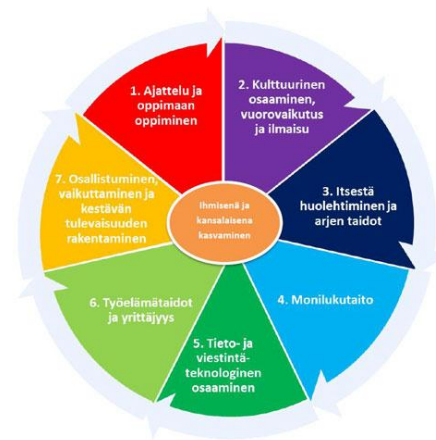 1. Ajattelu ja
oppimaan
oppiminen
2. Kulttuurinen
osaaminen,
vuorovaikutus
ja ilmaisu
3. Itsestä
huolehtiminen ja
arjen taidot
4. Monilukutaito
5. Tieto- ja
viestintä-
teknologinen
osaaminen
6. Työelämätaidot
ja yrittäjyys
7. Osallistuminen,
vaikuttaminen ja
kestävän
tulevaisuuden
rakentaminen
Ihmisenä ja
kansalaisena
kasvaminen